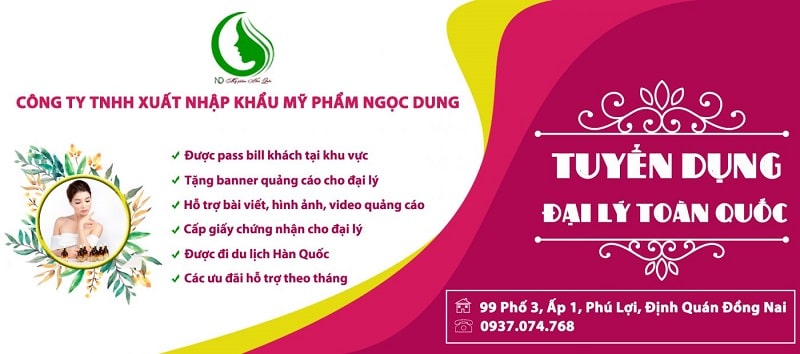 ND
CÔNG TY TNHH XUẤT NHẬP KHẨU MỸ PHẨM NGỌC DUNG
Được pass bill khách tại khu vực
Tặng banner quảng cáo cho đại lý
Hỗ trợ bài viết, hình ảnh, video quảng cáo
Cấp giấy chứng nhận cho đại lý
Được đi du lịch Hàn Quốc
Các ưu đãi hỗ trợ theo tháng
TUYỂN DỤNG
ĐẠI LÝ TOÀN QUỐC
99 Phố 3, Ấp 1, Phú Lợi, Định Quán Đồng Nai
0937.074.768